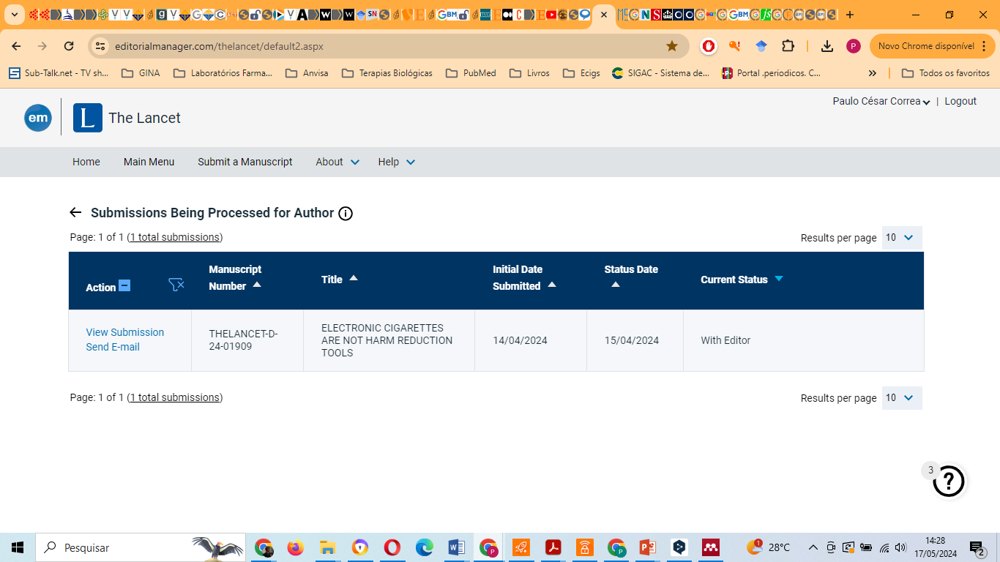 editorialmanager.com/thelancet/default2.aspx
Novo Chrome disponível
Sub-Talk.net - TV sh...
GINA
Laboratórios Farma...
Anvisa
Terapias Biológicas
PubMed
Livros
Ecigs
SIGAC - Sistema de...
Portal .periodicos. C...
Todos os favoritos
em
L The Lancet
Paulo César Correa | Logout
Home
Main Menu
Submit a Manuscript
About
Help
Submissions Being Processed for Author
Page: 1 of 1 (1 total submissions)
Results per page 10
Action
Manuscript
Number
Title
Initial Date
Submitted
Status Date
Current Status
View Submission
Send E-mail
THELANCET-D-
24-01909
ELECTRONIC CIGARETTES
ARE NOT HARM REDUCTION
TOOLS
14/04/2024
15/04/2024
With Editor
Page: 1 of 1 (1 total submissions)
Results per page 10
3
?
Pesquisar
28°C
14:28
17/05/2024
2